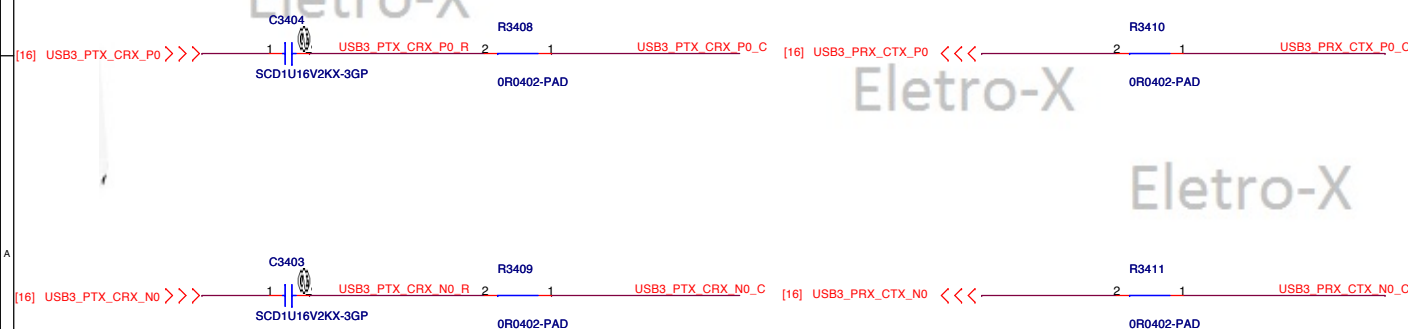 Eletro-X
C3404
R3408
R3410
[16] USB3_PTX_CRX_P0 1 USB3_PTX_CRX_P0_R 2 1 USB3_PTX_CRX_P0_C [16] USB3_PRX_CTX_P0 2 1 USB3_PRX_CTX_P0_C
SCD1U16V2KX-3GP
0R0402-PAD
0R0402-PAD
Eletro-X
Eletro-X
A
C3403
R3409
R3411
[16] USB3_PTX_CRX_N0 1 USB3_PTX_CRX_N0_R 2 1 USB3_PTX_CRX_N0_C [16] USB3_PRX_CTX_N0 2 1 USB3_PRX_CTX_N0_C
SCD1U16V2KX-3GP
0R0402-PAD
0R0402-PAD